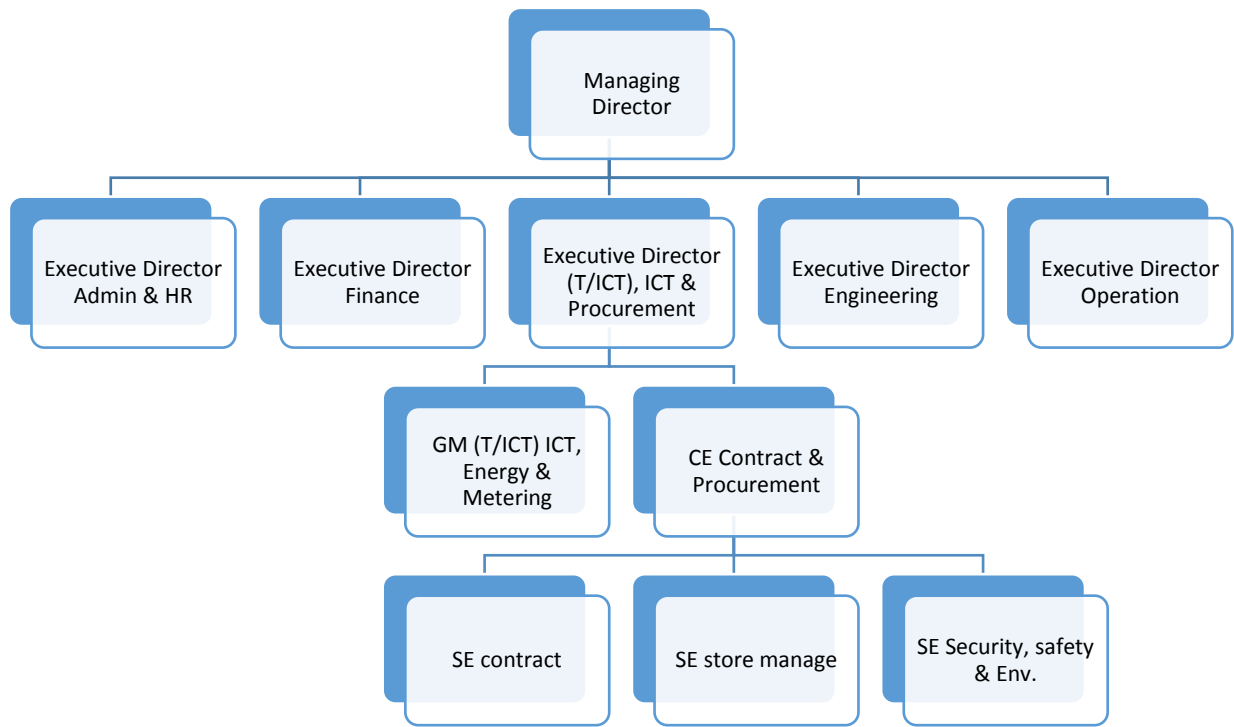 Managing
Director
Executive Director
Admin & HR
Executive Director
Finance
Executive Director
(T/ICT), ICT &
Procurement
Executive Director
Engineering
Executive Director
Operation
GM (T/ICT) ICT,
Energy &
Metering
CE Contract &
Procurement
SE contract
SE store manage
SE Security, safety
& Env.